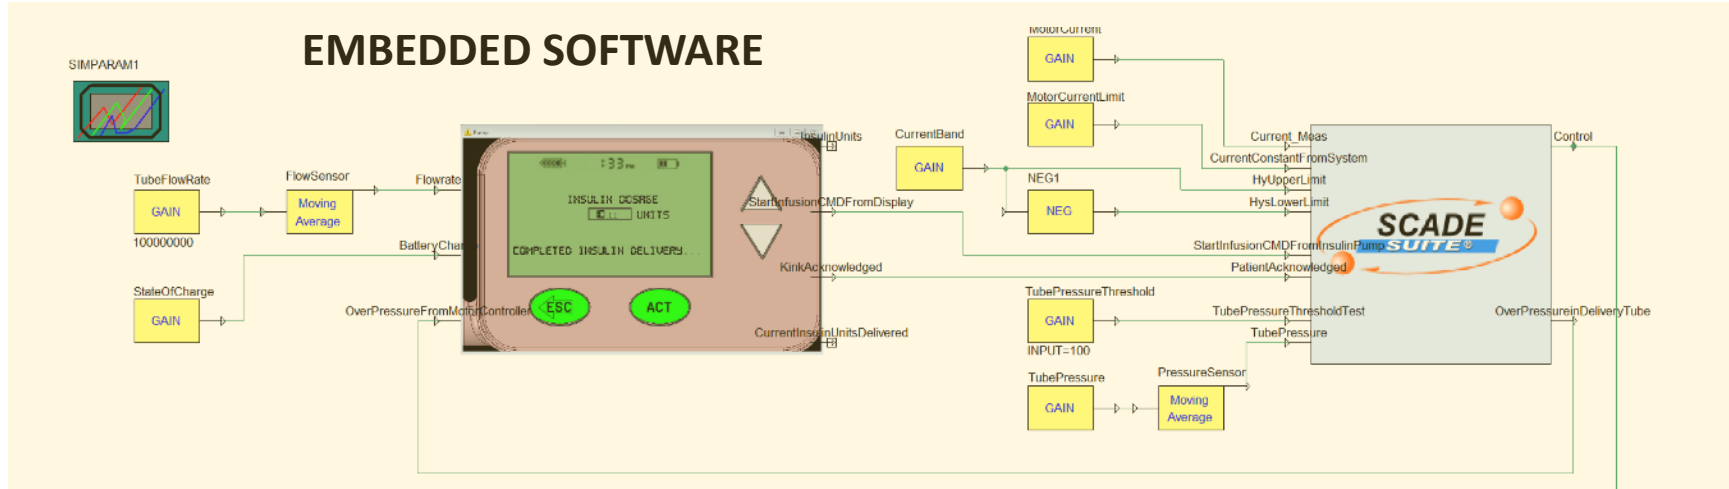 EMBEDDED SOFTWARE
SIMPARAM1
TubeFlowRate
GAIN
100000000
FlowSensor
Moving
Average
Flowrate
StateOfCharge
GAIN
BatteryChar
OverPressureFromMotorController
:33
INSULIN DOSAGE
UNITS
COMPLETED INSULIN DELIVERY...
ESC
ACT
InsulinUnits
StartInfusionCMDFromDisplay
KinkAcknowledged
CurrentInsulinUnitsDelivered
CurrentBand
GAIN
MotorCurrent
GAIN
MotorCurrentLimit
GAIN
NEG1
NEG
TubePressureThreshold
GAIN
INPUT=100
TubePressure
GAIN
PressureSensor
Moving
Average
Current_Meas
CurrentConstantFromSystem
HyUpperLimit
HysLowerLimit
StartInfusionCMDFromInsulinPump
PatientAcknowledged
TubePressureThresholdTest
TubePressure
SCADE
SUITE®
Control
OverPressureinDeliveryTube